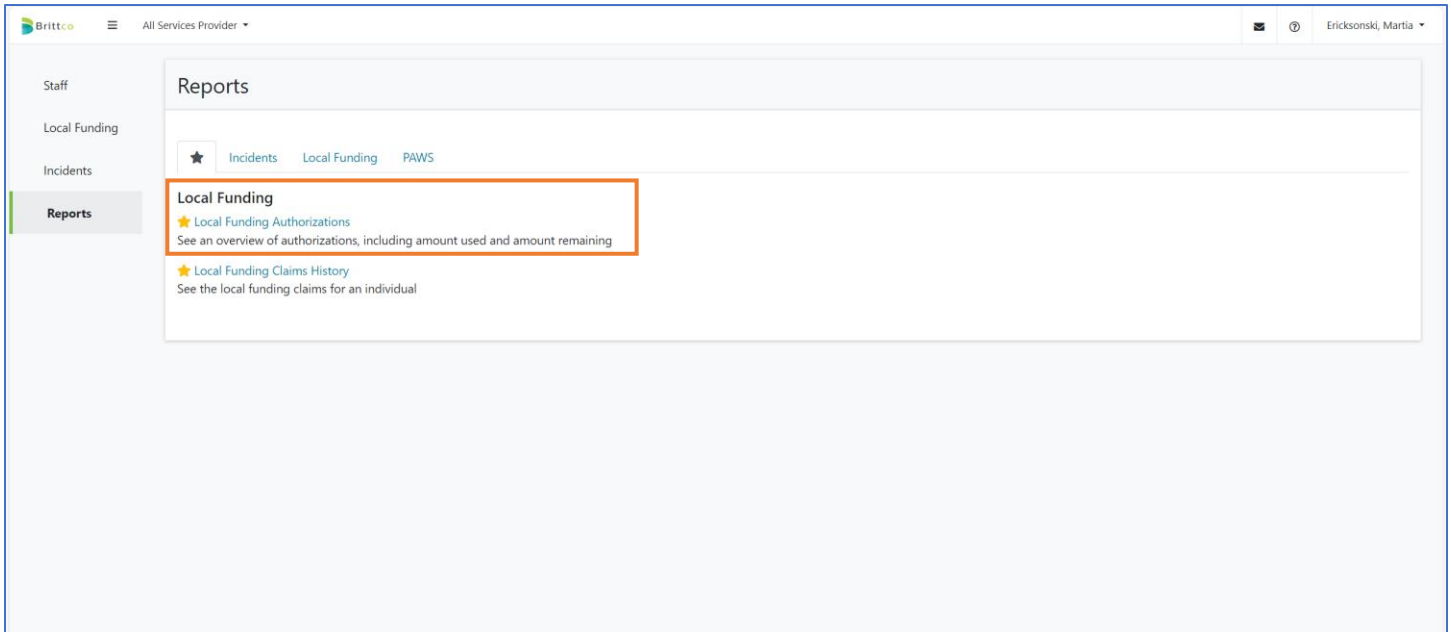 Brittco
All Services Provider
Ericksonski, Martia
Staff
Local Funding
Incidents
Reports
Reports
Incidents Local Funding PAWS
Local Funding
Local Funding Authorizations
See an overview of authorizations, including amount used and amount remaining
Local Funding Claims History
See the local funding claims for an individual